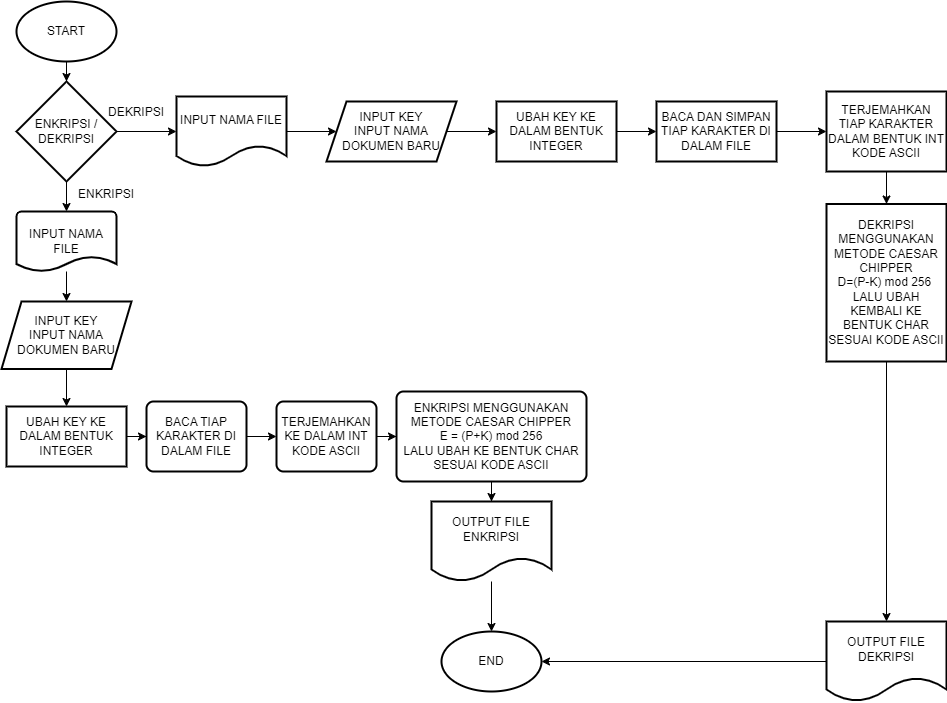 START
ENKRIPSI /
DEKRIPSI
DEKRIPSI
INPUT NAMA FILE
INPUT KEY
INPUT NAMA
DOKUMEN BARU
UBAH KEY KE
DALAM BENTUK
INTEGER
BACA DAN SIMPAN
TIAP KARAKTER DI
DALAM FILE
TERJEMAHKAN
TIAP KARAKTER
DALAM BENTUK INT
KODE ASCII
DEKRIPSI
MENGGUNAKAN
METODE CAESAR
CHIPPER
D=(P-K) mod 256
LALU UBAH
KEMBALI KE
BENTUK CHAR
SESUAI KODE ASCII
ENKRIPSI
INPUT NAMA
FILE
INPUT KEY
INPUT NAMA
DOKUMEN BARU
UBAH KEY KE
DALAM BENTUK
INTEGER
BACA TIAP
KARAKTER DI
DALAM FILE
TERJEMAHKAN
KE DALAM INT
KODE ASCII
ENKRIPSI MENGGUNAKAN
METODE CAESAR CHIPPER
E = (P+K) mod 256
LALU UBAH KE BENTUK CHAR
SESUAI KODE ASCII
OUTPUT FILE
ENKRIPSI
OUTPUT FILE
DEKRIPSI
END